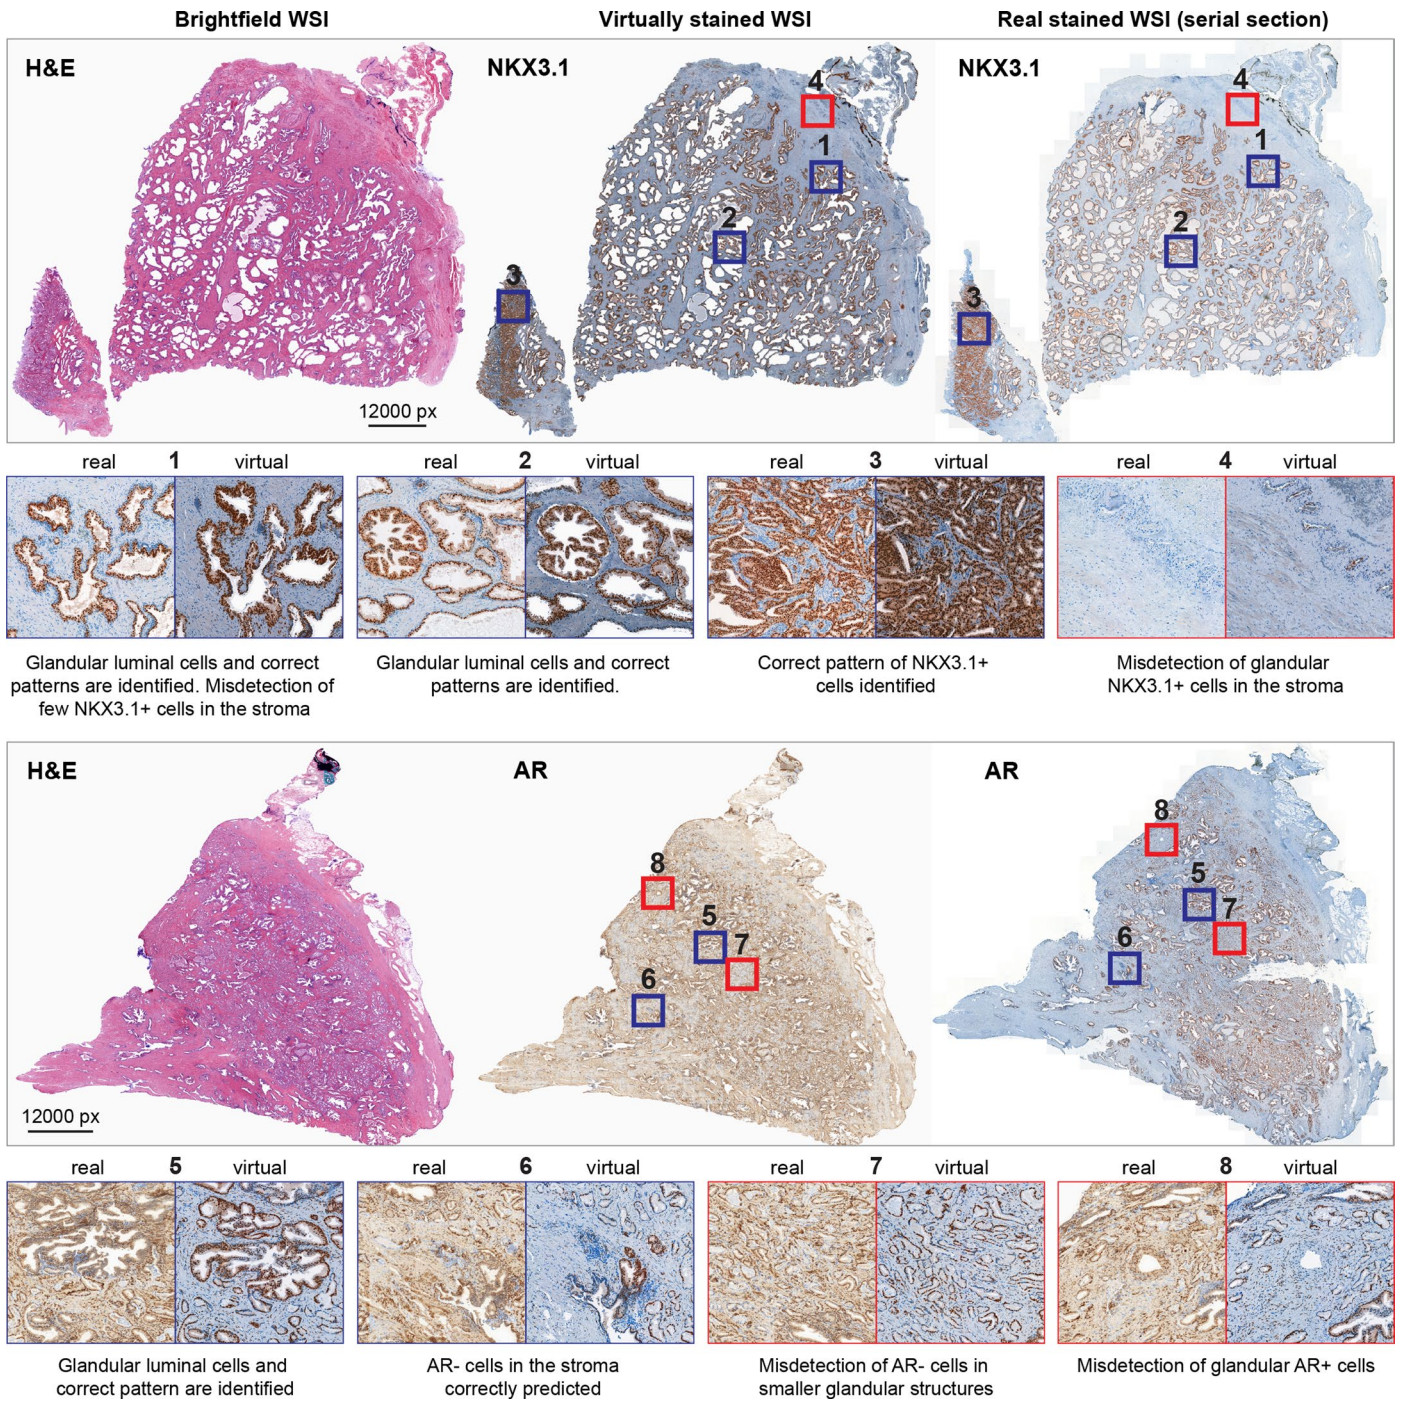 Brightfield WSI
Virtually stained WSI
Real stained WSI (serial section)
H&E
NKX3.1
NKX3.1
4
4
1
1
2
2
3
3
12000 px
real 1 virtual
real 2 virtual
real 3 virtual
real 4 virtual
Glandular luminal cells and correct
patterns are identified. Misdetection of
few NKX3.1+ cells in the stroma
Glandular luminal cells and correct
patterns are identified.
Correct pattern of NKX3.1+
cells identified
Misdetection of glandular
NKX3.1+ cells in the stroma
H&E
AR
AR
8
8
5
5
7
7
6
6
12000 px
real 5 virtual
real 6 virtual
real 7 virtual
real 8 virtual
Glandular luminal cells and
correct pattern are identified
AR- cells in the stroma
correctly predicted
Misdetection of AR- cells in
smaller glandular structures
Misdetection of glandular AR+ cells